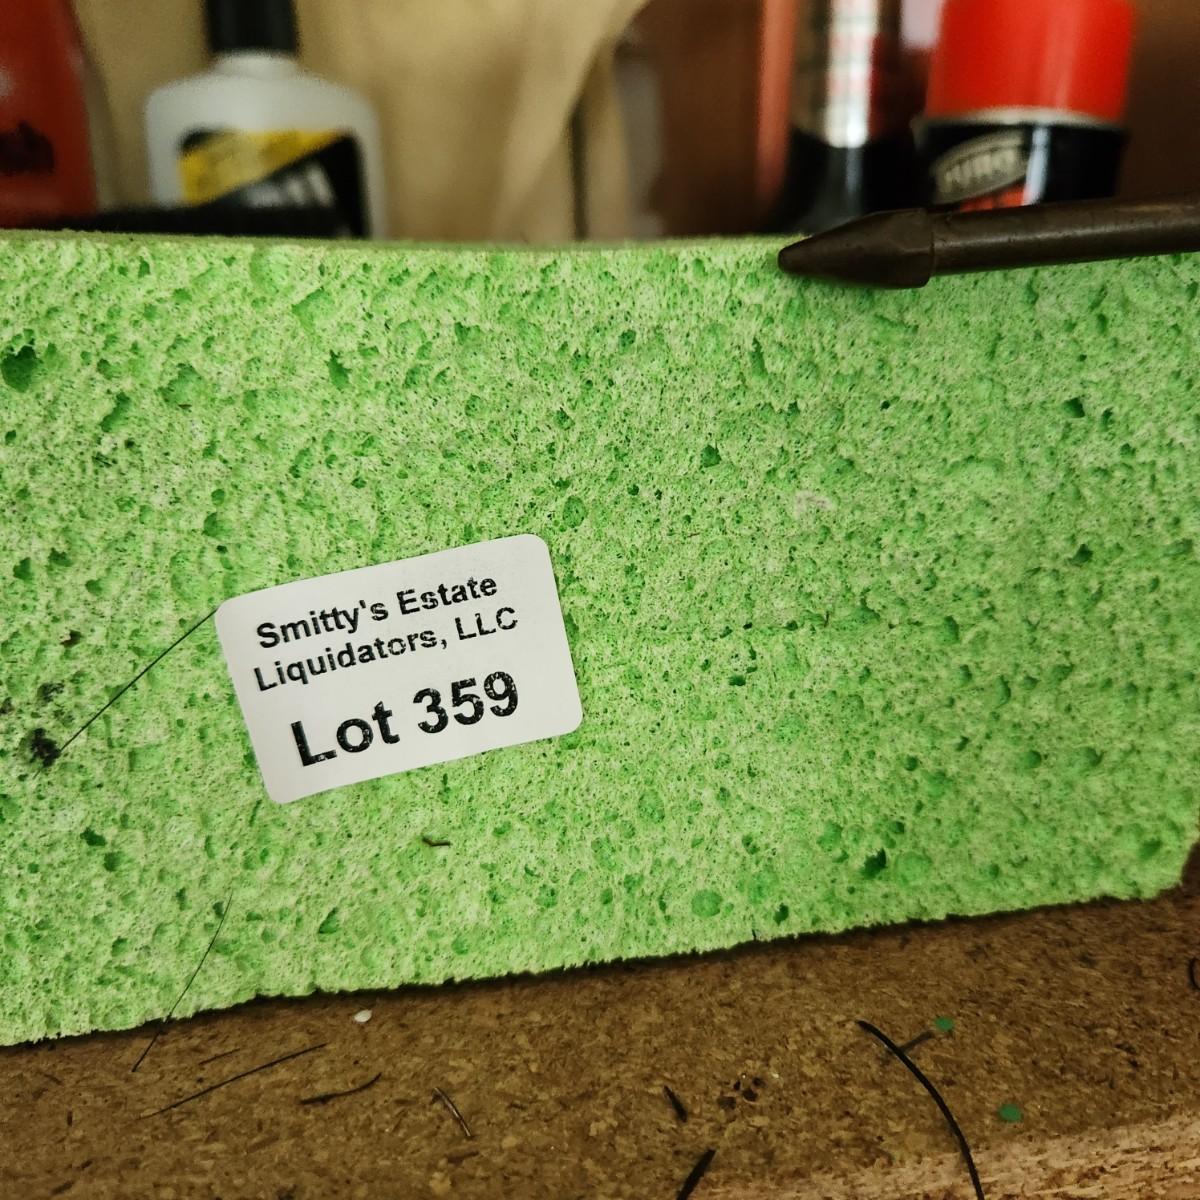 Smitty's Estate
Liquidators, LLC
Lot 359